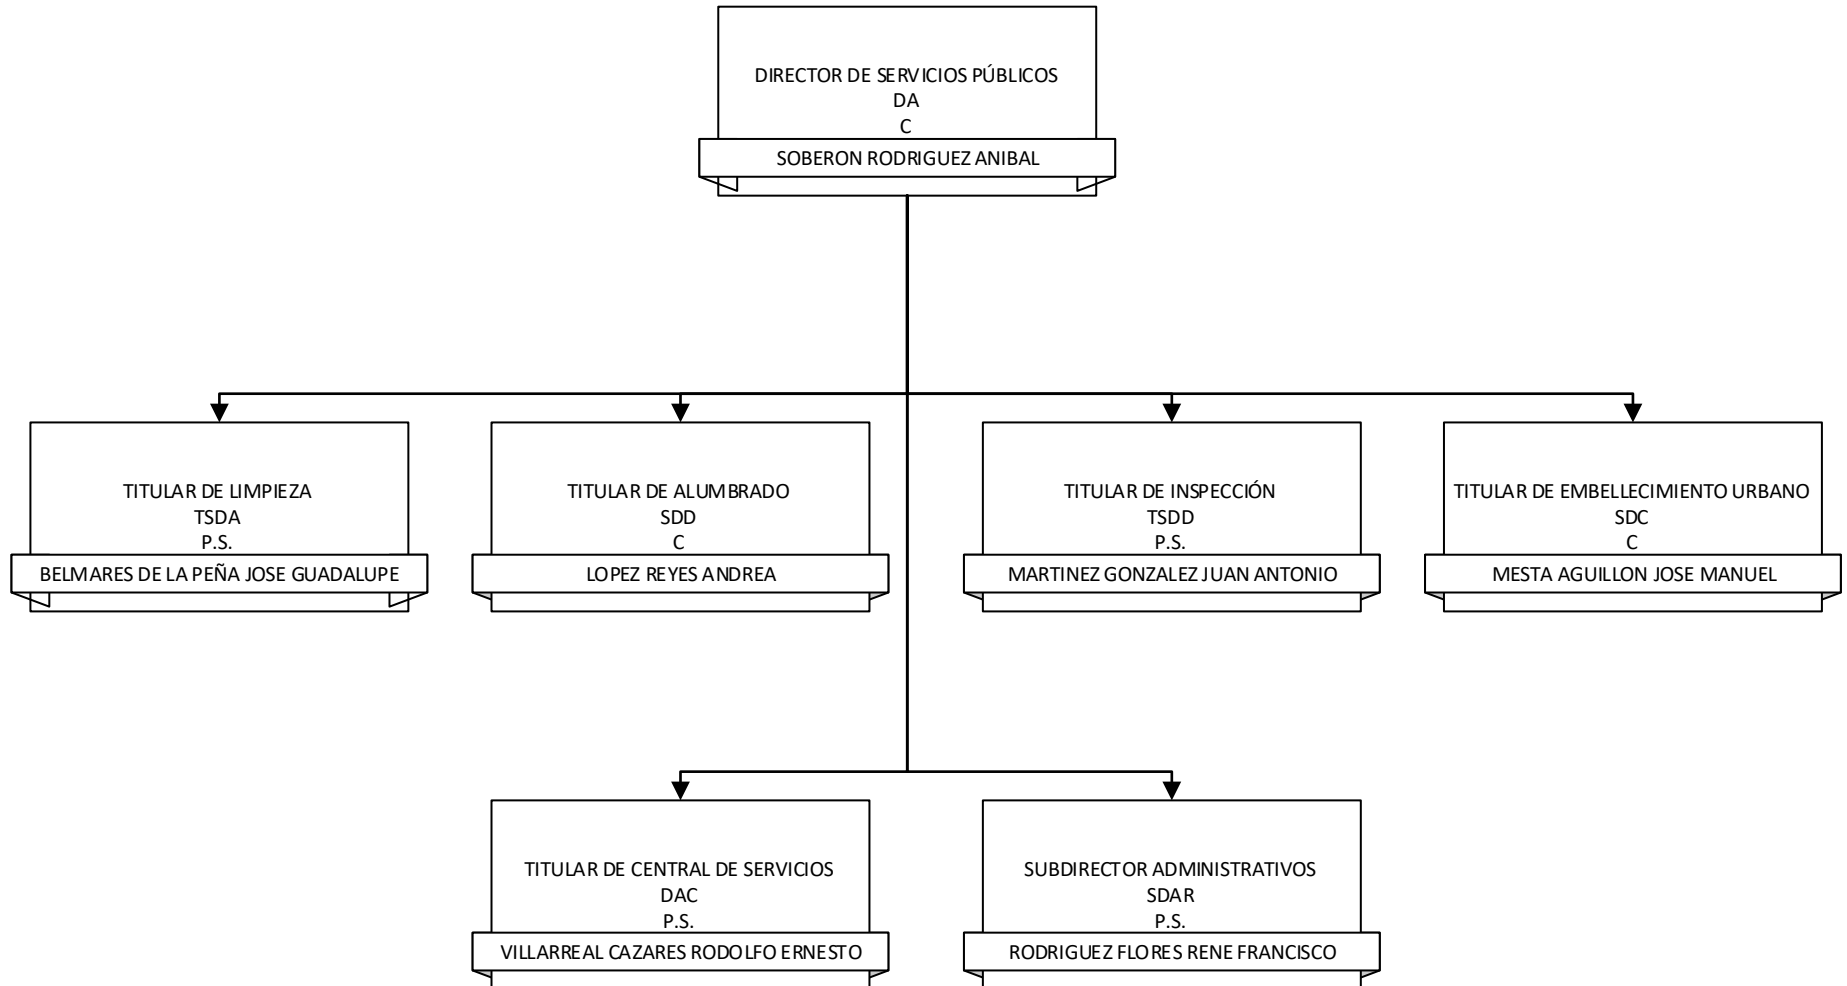 DIRECTOR DE SERVICIOS PÚBLICOS
DA
C
SOBERON RODRIGUEZ ANIBAL
TITULAR DE LIMPIEZA
TSDA
P.S.
BELMARES DE LA PEÑA JOSE GUADALUPE
TITULAR DE ALUMBRADO
SDD
C
LOPEZ REYES ANDREA
TITULAR DE INSPECCIÓN
TSDD
P.S.
MARTINEZ GONZALEZ JUAN ANTONIO
TITULAR DE EMBELLECIMIENTO URBANO
SDC
C
MESTA AGUILLON JOSE MANUEL
TITULAR DE CENTRAL DE SERVICIOS
DAC
P.S.
VILLARREAL CAZARES RODOLFO ERNESTO
SUBDIRECTOR ADMINISTRATIVOS
SDAR
P.S.
RODRIGUEZ FLORES RENE FRANCISCO